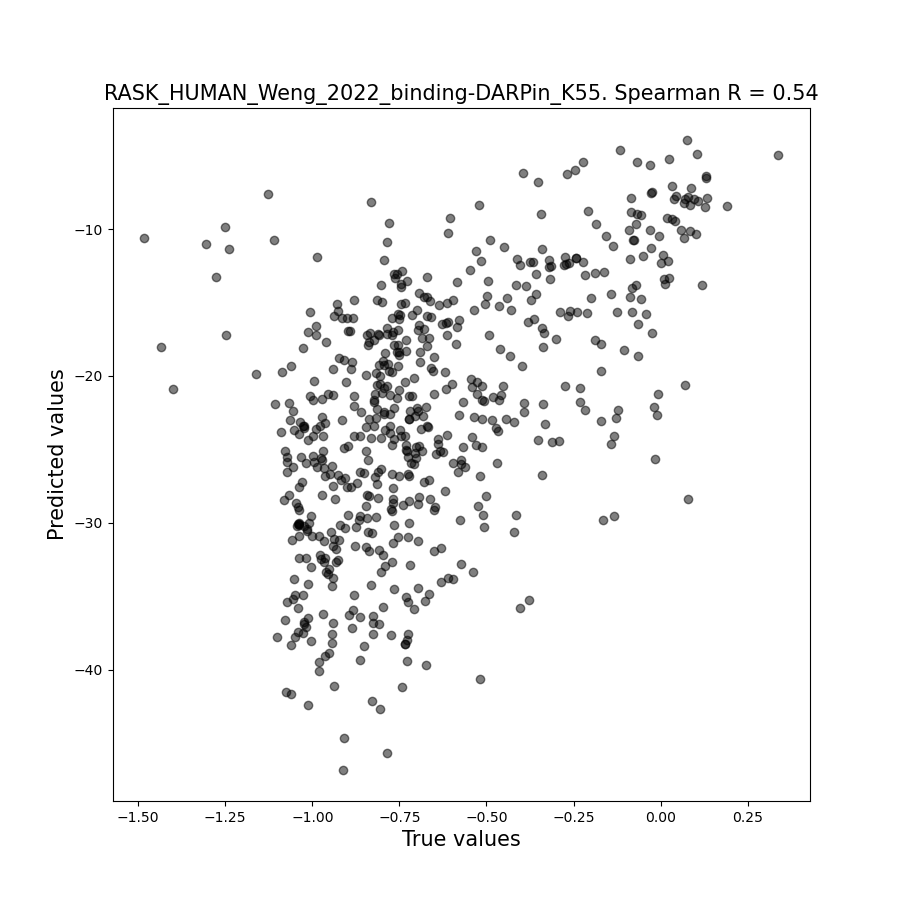 RASK_HUMAN_Weng_2022_binding-DARPin_K55. Spearman R = 0.54
−10
−20
−30
−40
Predicted values
−1.50 −1.25 −1.00 −0.75 −0.50 −0.25 0.00 0.25
True values